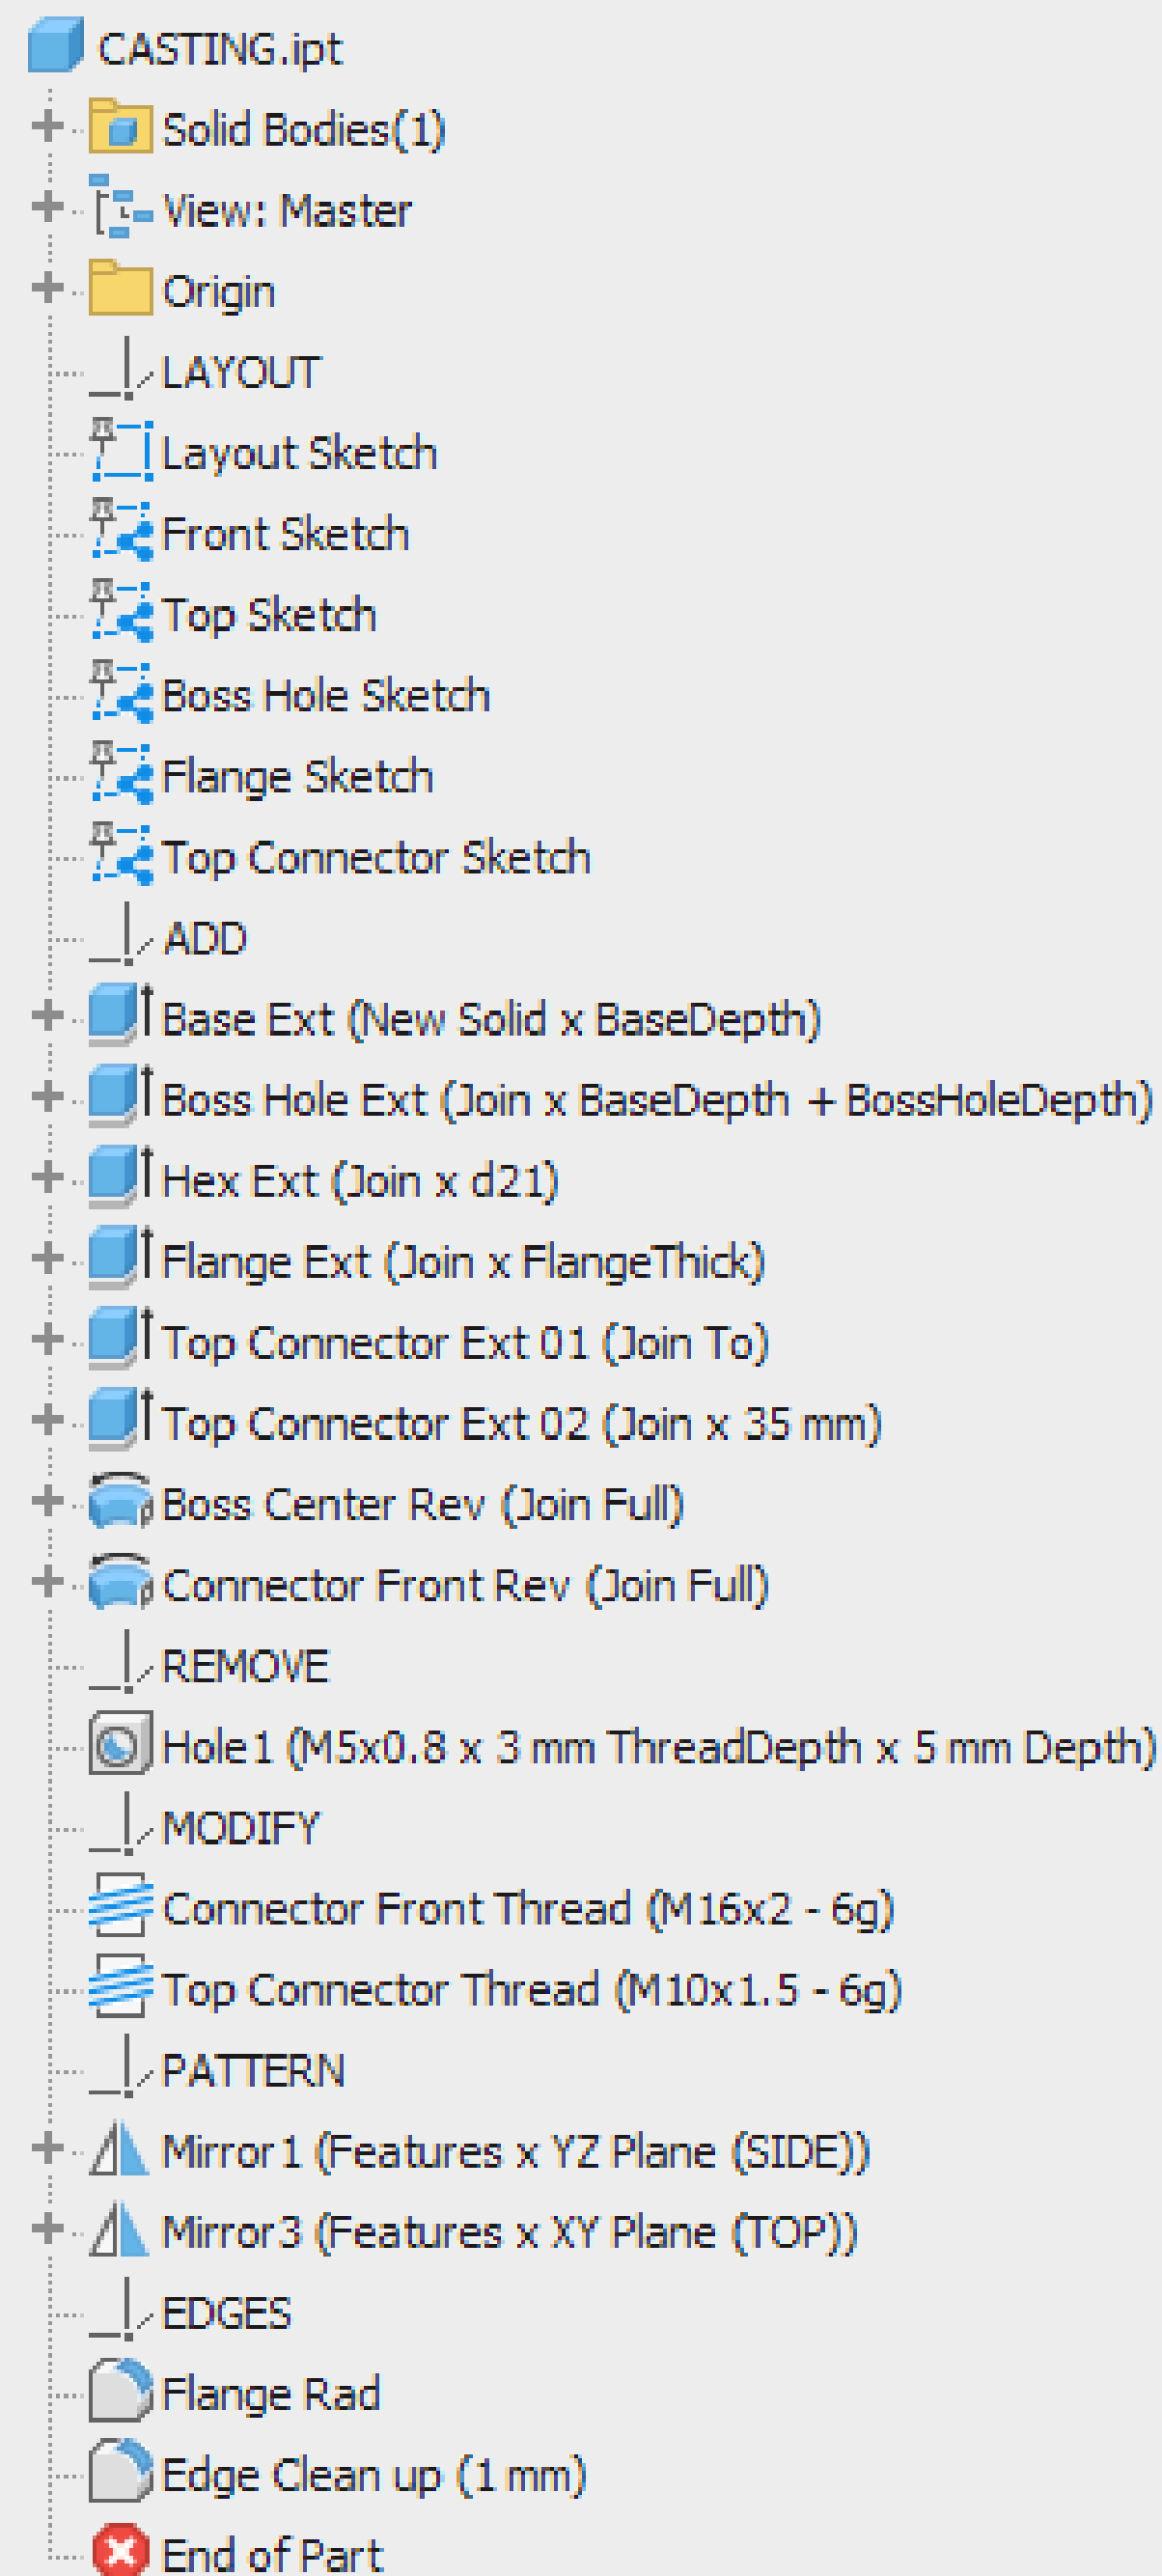 CASTING.ipt
Solid Bodies(1)
View: Master
Origin
LAYOUT
Layout Sketch
Front Sketch
Top Sketch
Boss Hole Sketch
Flange Sketch
Top Connector Sketch
ADD
Base Ext (New Solid x BaseDepth)
Boss Hole Ext (Join x BaseDepth + BossHoleDepth)
Hex Ext (Join x d21)
Flange Ext (Join x FlangeThick)
Top Connector Ext 01 (Join To)
Top Connector Ext 02 (Join x 35 mm)
Boss Center Rev (Join Full)
Connector Front Rev (Join Full)
REMOVE
Hole1 (M5x0.8 x 3 mm ThreadDepth x 5 mm Depth)
MODIFY
Connector Front Thread (M16x2 - 6g)
Top Connector Thread (M10x1.5 - 6g)
PATTERN
Mirror1 (Features x YZ Plane (SIDE))
Mirror3 (Features x XY Plane (TOP))
EDGES
Flange Rad
Edge Clean up (1 mm)
End of Part